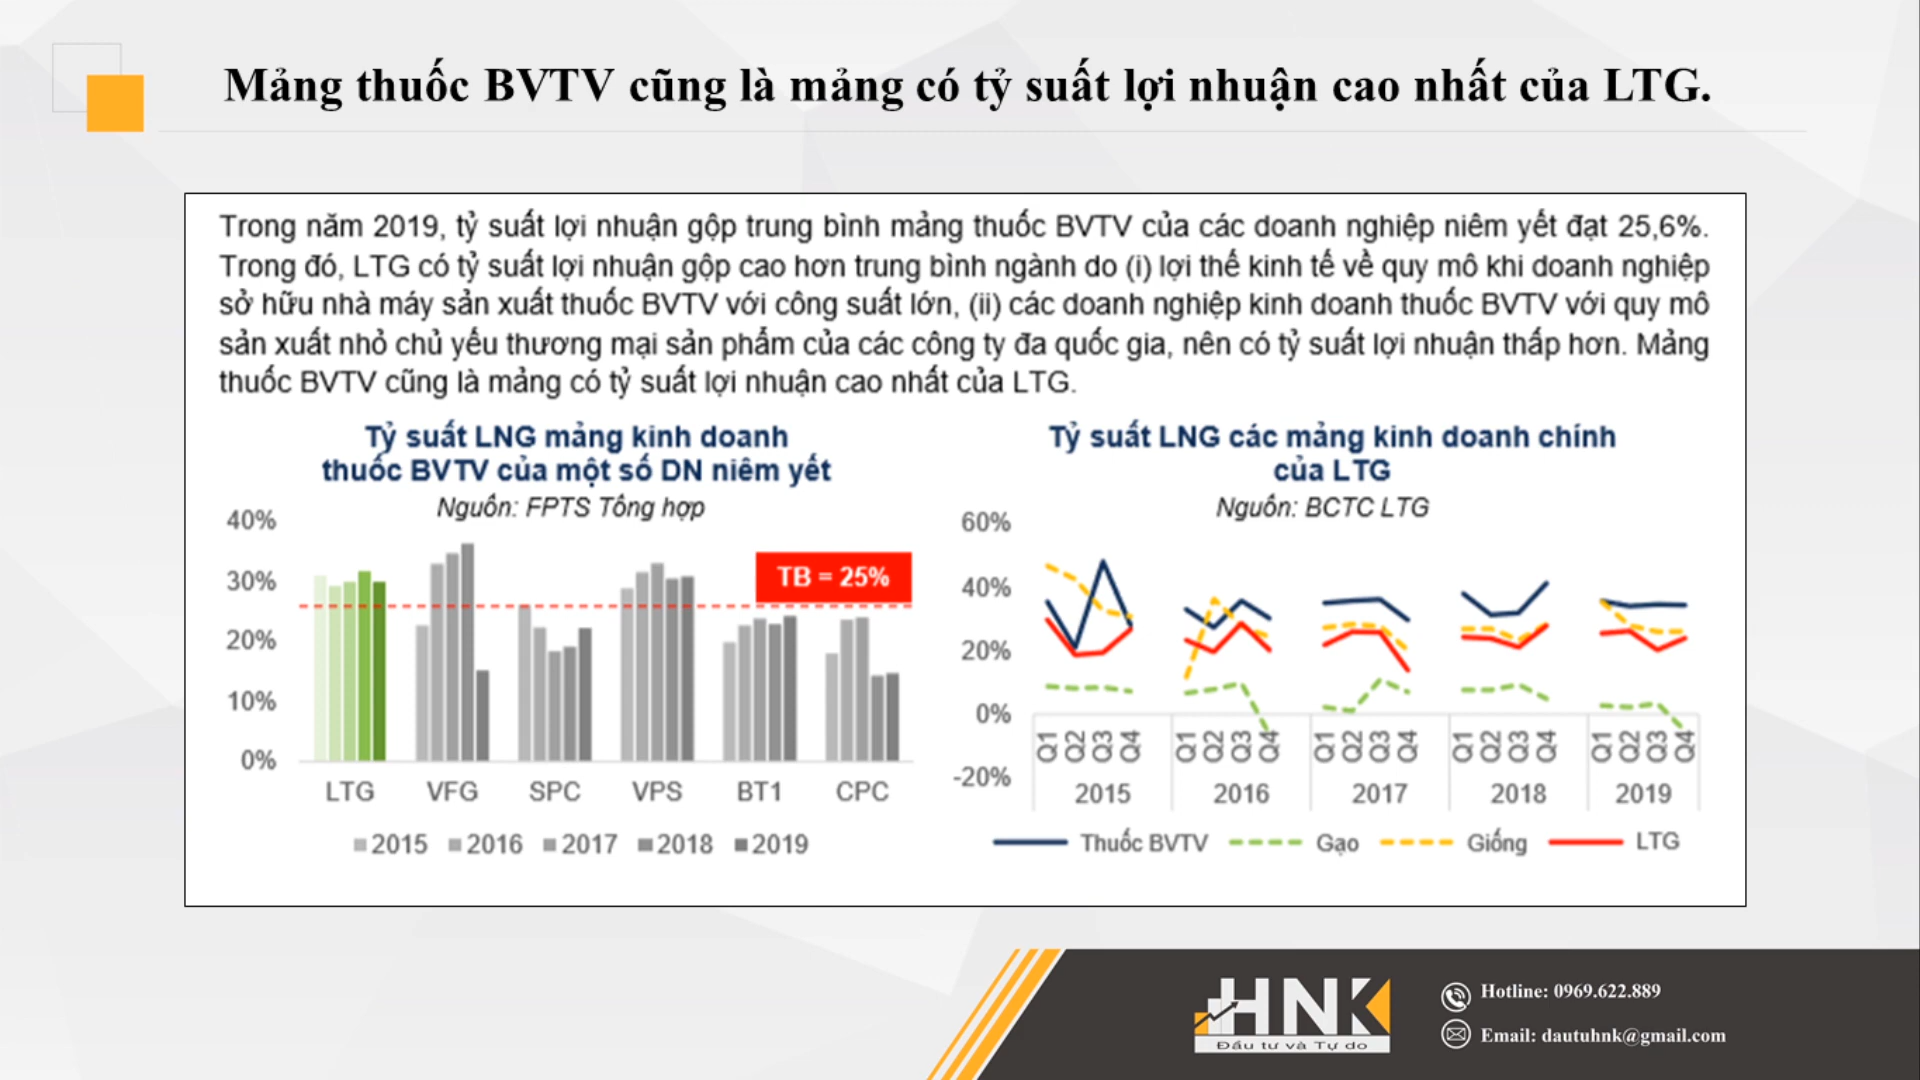 Mảng thuốc BVTV cũng là mảng có tỷ suất lợi nhuận cao nhất của LTG.
Trong năm 2019, tỷ suất lợi nhuận gộp trung bình mảng thuốc BVTV của các doanh nghiệp niêm yết đạt 25,6%.
Trong đó, LTG có tỷ suất lợi nhuận gộp cao hơn trung bình ngành do (i) lợi thế kinh tế về quy mô khi doanh nghiệp
sở hữu nhà máy sản xuất thuốc BVTV với công suất lớn, (ii) các doanh nghiệp kinh doanh thuốc BVTV với quy mô
sản xuất nhỏ chủ yếu thương mại sản phẩm của các công ty đa quốc gia, nên có tỷ suất lợi nhuận thấp hơn. Mảng
thuốc BVTV cũng là mảng có tỷ suất lợi nhuận cao nhất của LTG.
Tỷ suất LNG mảng kinh doanh
thuốc BVTV của một số DN niêm yết
Nguồn: FPTS Tổng hợp
40%
30%
20%
10%
0%
TB = 25%
LTG VFG SPC VPS BT1 CPC
2015 2016 2017 2018 2019
Tỷ suất LNG các mảng kinh doanh chính
của LTG
Nguồn: BCTC LTG
60%
40%
20%
0%
-20%
Q1 Q2 Q3 Q4 Q1 Q2 Q3 Q4 Q1 Q2 Q3 Q4 Q1 Q2 Q3 Q4 Q1 Q2 Q3 Q4
2015 2016 2017 2018 2019
Thuốc BVTV Gạo Giống LTG
HNK
Đầu tư và Tự do
Hotline: 0969.622.889
Email: dautuhnk@gmail.com